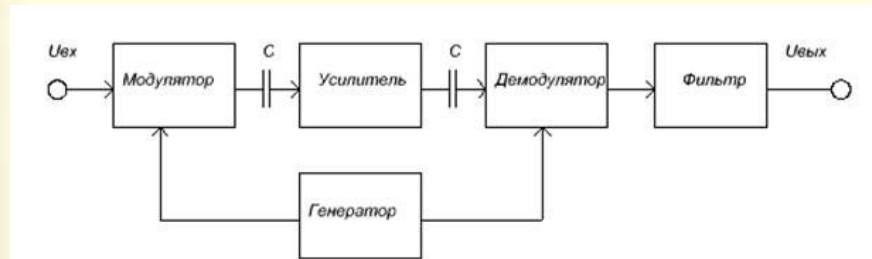 Uвх
C
C
Uвых
Модулятор
Усилитель
Демодулятор
Фильтр
Генератор